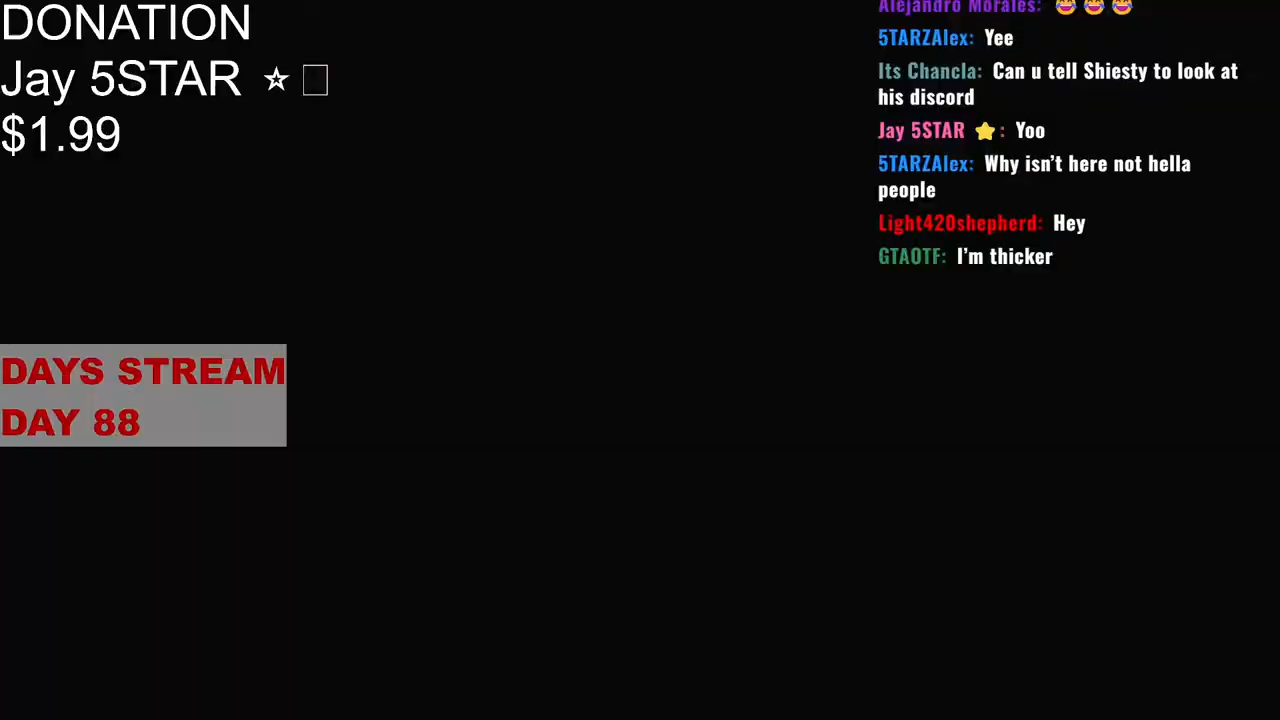 DONATION
Jay 5STAR ☆
$1.99
DAYS STREAM
DAY 88
Alejandro Morales: 😂 😂 😂
5TARZAlex: Yee
Its Chancla: Can u tell Shiesty to look at
his discord
Jay 5STAR ⭐: Yoo
5TARZAlex: Why isn’t here not hella
people
Light420shepherd: Hey
GTAOTF: I’m thicker